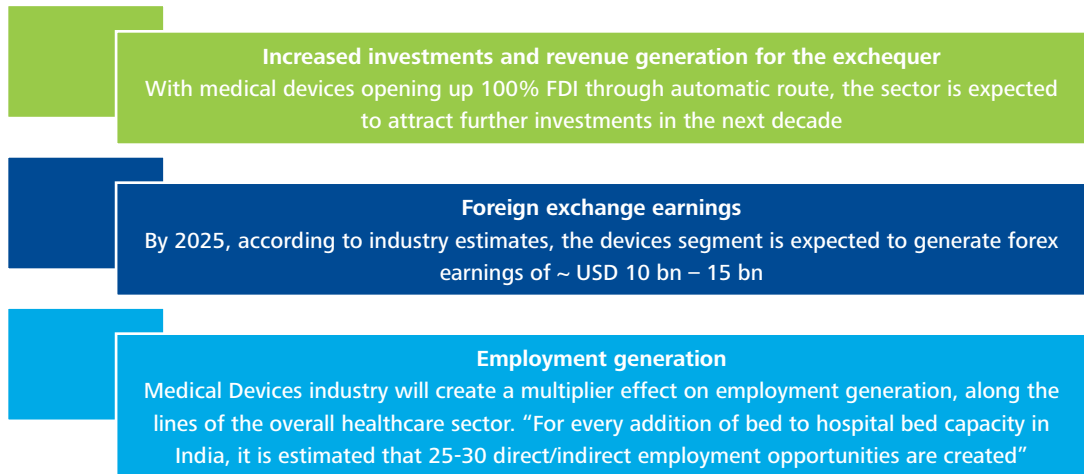 Increased investments and revenue generation for the exchequer
With medical devices opening up 100% FDI through automatic route, the sector is expected
to attract further investments in the next decade
Foreign exchange earnings
By 2025, according to industry estimates, the devices segment is expected to generate forex
earnings of ~ USD 10 bn – 15 bn
Employment generation
Medical Devices industry will create a multiplier effect on employment generation, along the
lines of the overall healthcare sector. “For every addition of bed to hospital bed capacity in
India, it is estimated that 25-30 direct/indirect employment opportunities are created”